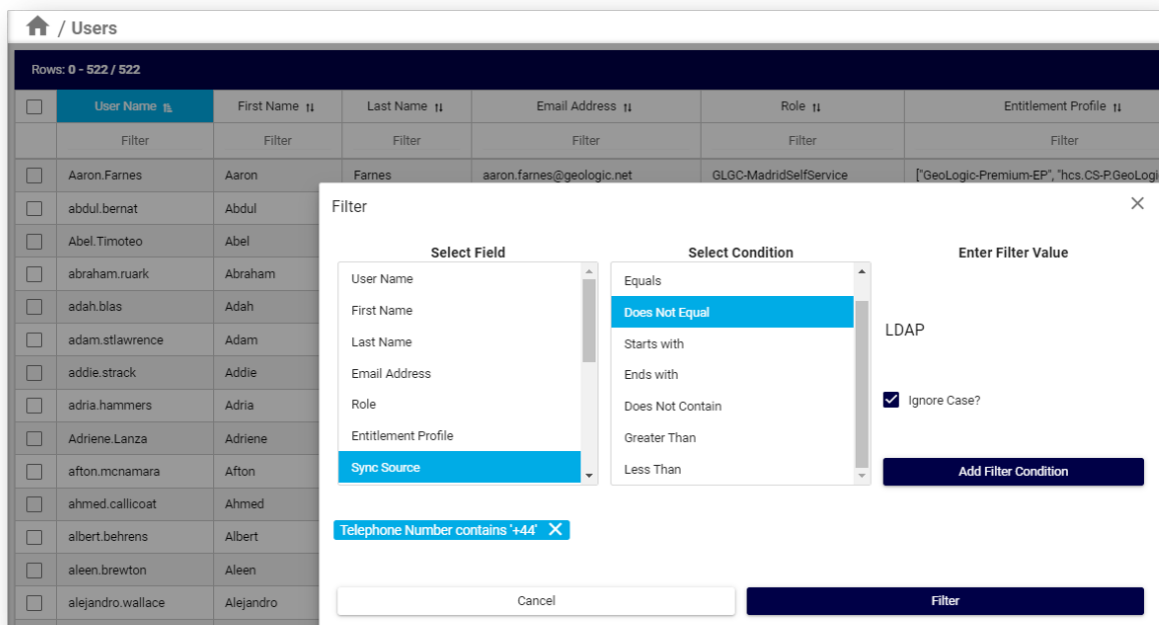 / Users
Rows: 0 - 522 / 522
User Name First Name Last Name Email Address Role Entitlement Profile
Filter Filter Filter Filter Filter Filter
Aaron.Farnes Aaron Farnes aaron.farnes@geologic.net GLGC-MadridSelfService ["GeoLogic-Premium-EP", "hcs.CS-P.GeoLogi
abdul.bernat Abdul
Abel.Timoteo Abel
abraham.ruark Abraham
adah.blas Adah
adam.stlawrence Adam
addie.strack Addie
adria.hammers Adria
Adriene.Lanza Adriene
afton.mcnamara Afton
ahmed.callicoat Ahmed
albert.behrens Albert
aleen.brewton Aleen
alejandro.wallace Alejandro
Filter
Select Field
User Name
First Name
Last Name
Email Address
Role
Entitlement Profile
Sync Source
Select Condition
Equals
Does Not Equal
Starts with
Ends with
Does Not Contain
Greater Than
Less Than
Enter Filter Value
LDAP
Ignore Case?
Add Filter Condition
Telephone Number contains '+44'
Cancel
Filter